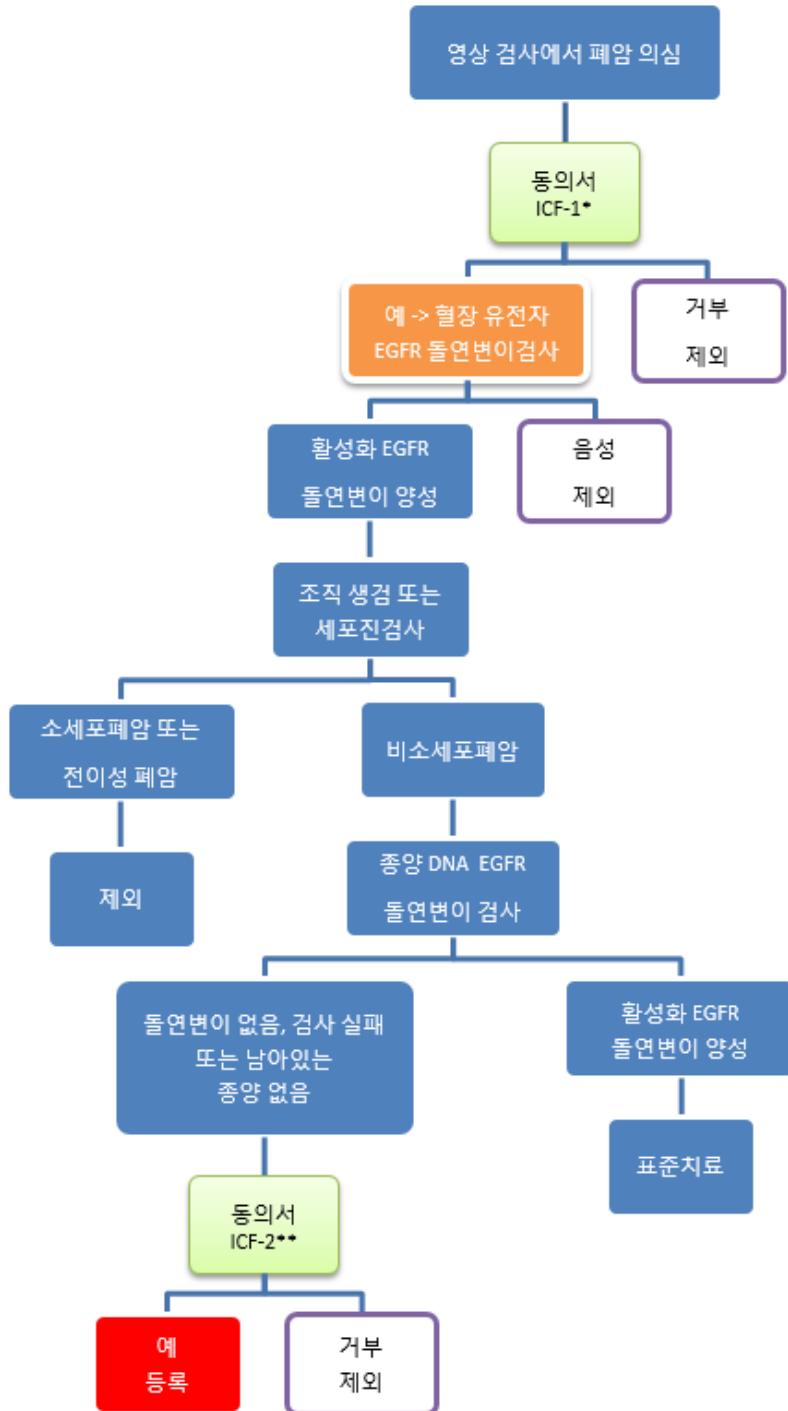 영상 검사에서 폐암 의심
동의서
ICF-1*
예 -> 혈장 유전자
EGFR 돌연변이검사
거부
제외
활성화 EGFR
돌연변이 양성
음성
제외
조직 생검 또는
세포진검사
소세포폐암 또는
전이성 폐암
비소세포폐암
제외
종양 DNA EGFR
돌연변이 검사
돌연변이 없음, 검사 실패
또는 남아있는
종양 없음
활성화 EGFR
돌연변이 양성
표준치료
동의서
ICF-2**
예
등록
거부
제외